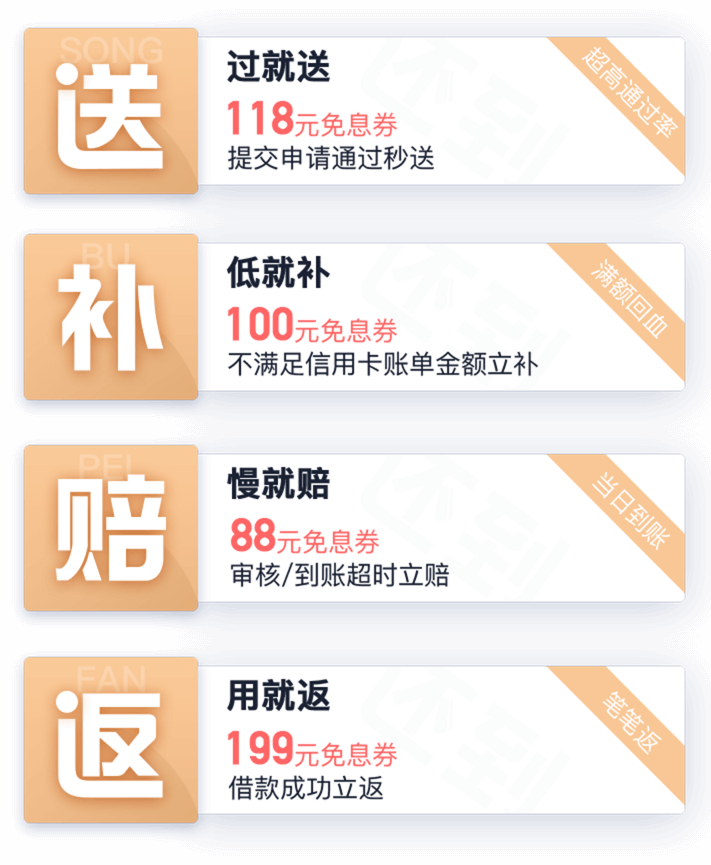 SONG
送
过就送
118元免息券
提交申请通过秒送
超高通过率
BU
补
低就补
100元免息券
不满足信用卡账单金额立补
满额回血
PEI
赔
慢就赔
88元免息券
审核/到账超时立赔
当日到账
FAN
返
用就返
199元免息券
借款成功立返
笔笔返